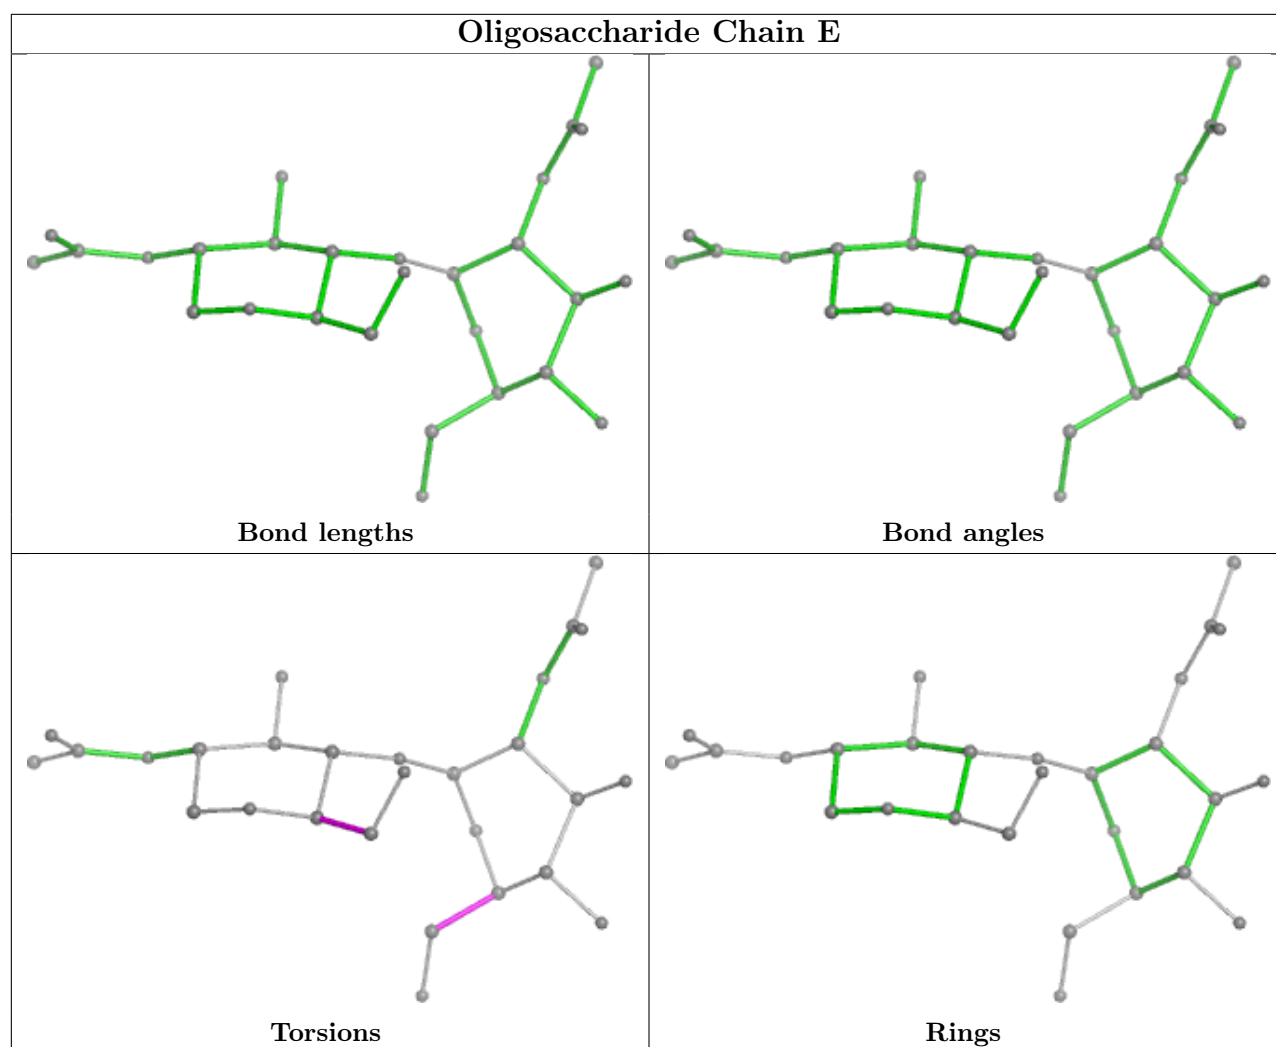 Oligosaccharide Chain E
Bond lengths
Bond angles
Torsions
Rings